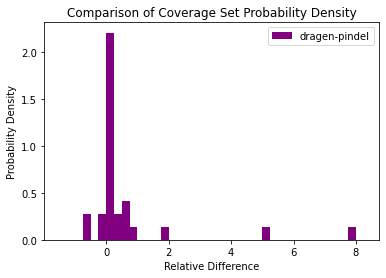 Comparison of Coverage Set Probability Density
dragen-pindel
2.0
1.5
1.0
0.5
0.0
Probability Density
0 2 4 6 8
Relative Difference